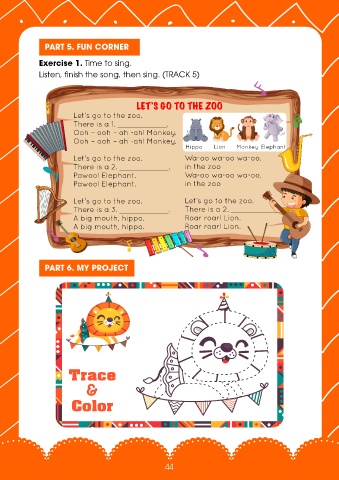 PART 5. FUN CORNER
Exercise 1. Time to sing.
Listen, finish the song, then sing. (TRACK 5)
LET'S GO TO THE ZOO
Let's go to the zoo,
There is a 1. ____________.
Ooh - ooh - ah -ah! Monkey.
Ooh - ooh - ah -ah! Monkey.
Hippo Lion Monkey Elephant
Let's go to the zoo.
There is a 2. ____________
Pawoo! Elephant.
Pawoo! Elephant.
Wa-oo wa-oo wa-oo,
in the zoo
Wa-oo wa-oo wa-oo,
in the zoo
Let's go to the zoo.
There is a 3. ____________
A big mouth, hippo.
A big mouth, hippo.
Let's go to the zoo.
There is a 2. ____________
Roar roar! Lion.
Roar roar! Lion.
PART 6. MY PROJECT
Trace
&
Color
44